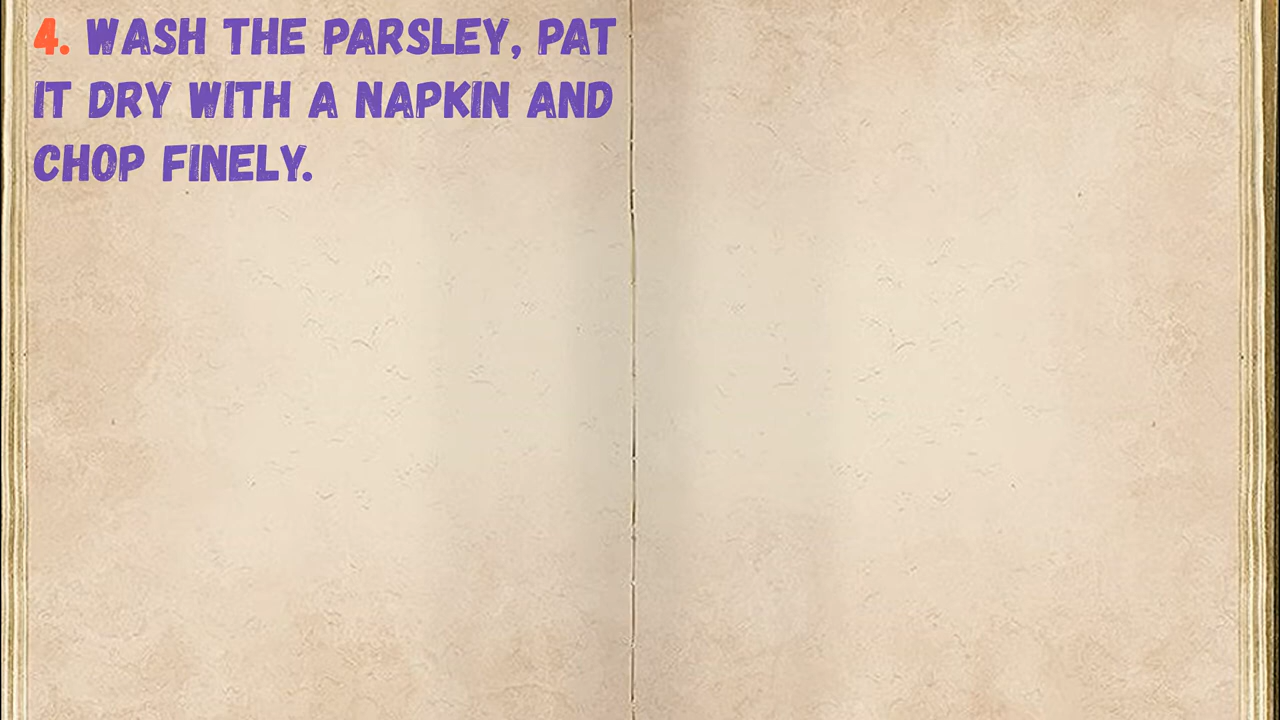 4. WASH THE PARSLEY, PAT
IT DRY WITH A NAPKIN AND
CHOP FINELY.